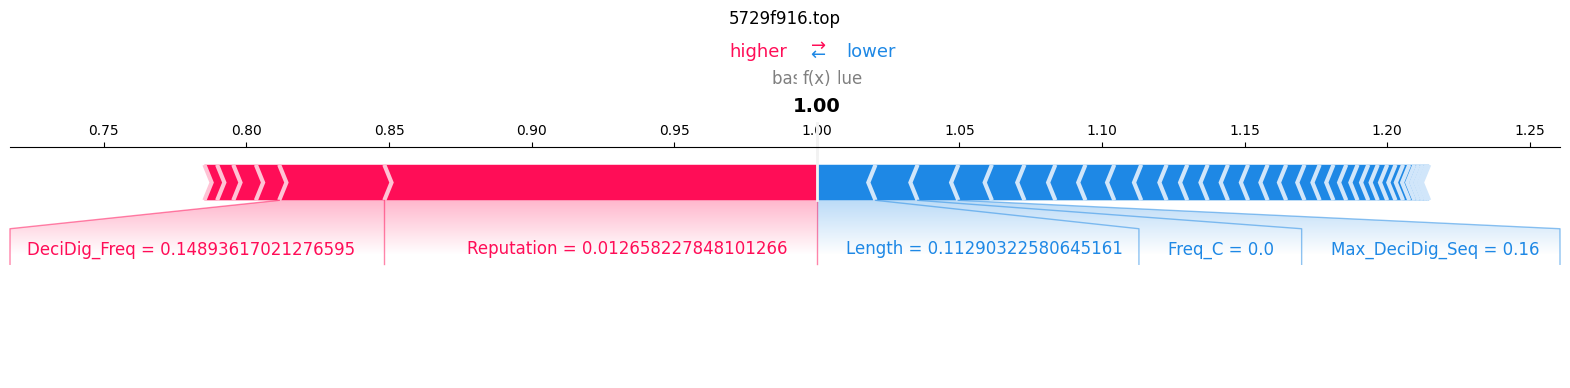 5729f916.top
higher → ← lower
bas f(x) lue
1.00
0.75 0.80 0.85 0.90 0.95 1.00 1.05 1.10 1.15 1.20 1.25
DeciDig_Freq = 0.14893617021276595 Reputation = 0.012658227848101266 Length = 0.11290322580645161 Freq_C = 0.0 Max_DeciDig_Seq = 0.16